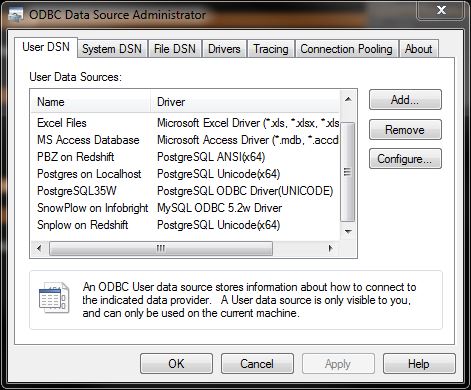 ODBC Data Source Administrator
User DSN System DSN File DSN Drivers Tracing Connection Pooling About
User Data Sources:
Name Driver
Excel Files Microsoft Excel Driver (*.xls, *.xlsx, *.xls
MS Access Database Microsoft Access Driver (*.mdb, *.accd
PBZ on Redshift PostgreSQL ANSI(x64)
Postgres on Localhost PostgreSQL Unicode(x64)
PostgreSQL35W PostgreSQL ODBC Driver(UNICODE)
SnowPlow on Infobright MySQL ODBC 5.2w Driver
Snplow on Redshift PostgreSQL Unicode(x64)
Add...
Remove
Configure...
An ODBC User data source stores information about how to connect to
the indicated data provider. A User data source is only visible to you,
and can only be used on the current machine.
OK Cancel Apply Help